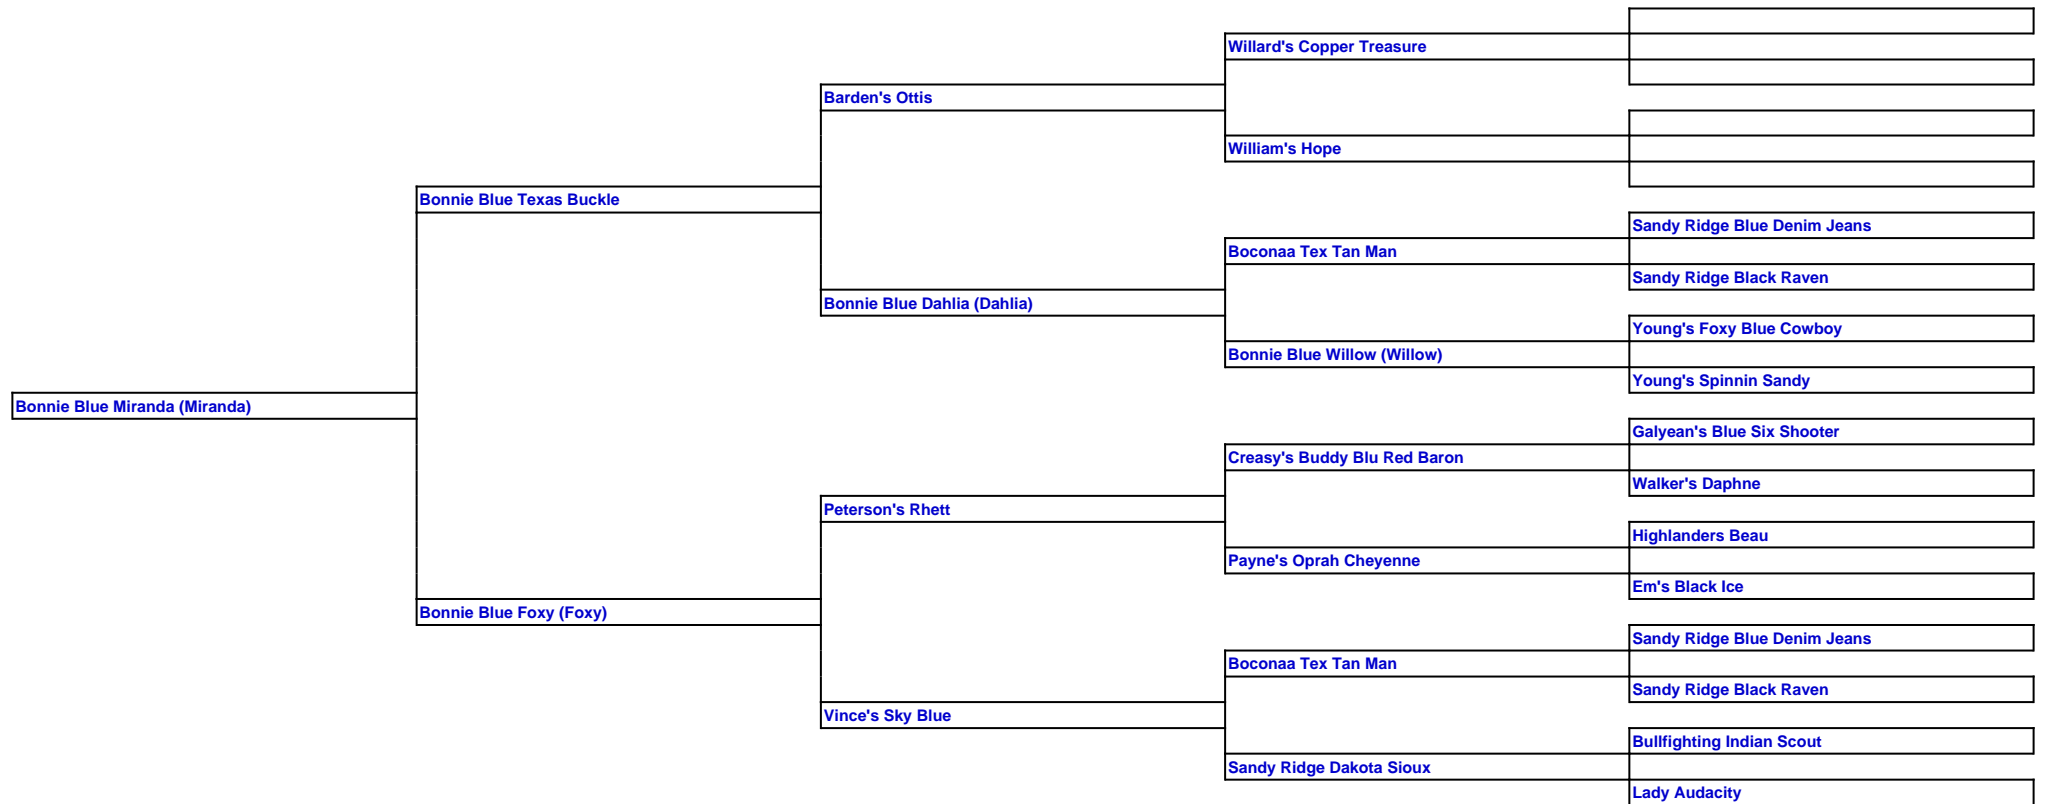 Willard's Copper Treasure
Barden's Ottis
William's Hope
Bonnie Blue Texas Buckle
Sandy Ridge Blue Denim Jeans
Boconaa Tex Tan Man
Sandy Ridge Black Raven
Bonnie Blue Dahlia (Dahlia)
Young's Foxy Blue Cowboy
Bonnie Blue Willow (Willow)
Young's Spinnin Sandy
Bonnie Blue Miranda (Miranda)
Galyean's Blue Six Shooter
Creasy's Buddy Blu Red Baron
Walker's Daphne
Peterson's Rhett
Highlanders Beau
Payne's Oprah Cheyenne
Em's Black Ice
Bonnie Blue Foxy (Foxy)
Sandy Ridge Blue Denim Jeans
Boconaa Tex Tan Man
Sandy Ridge Black Raven
Vince's Sky Blue
Bullfighting Indian Scout
Sandy Ridge Dakota Sioux
Lady Audacity